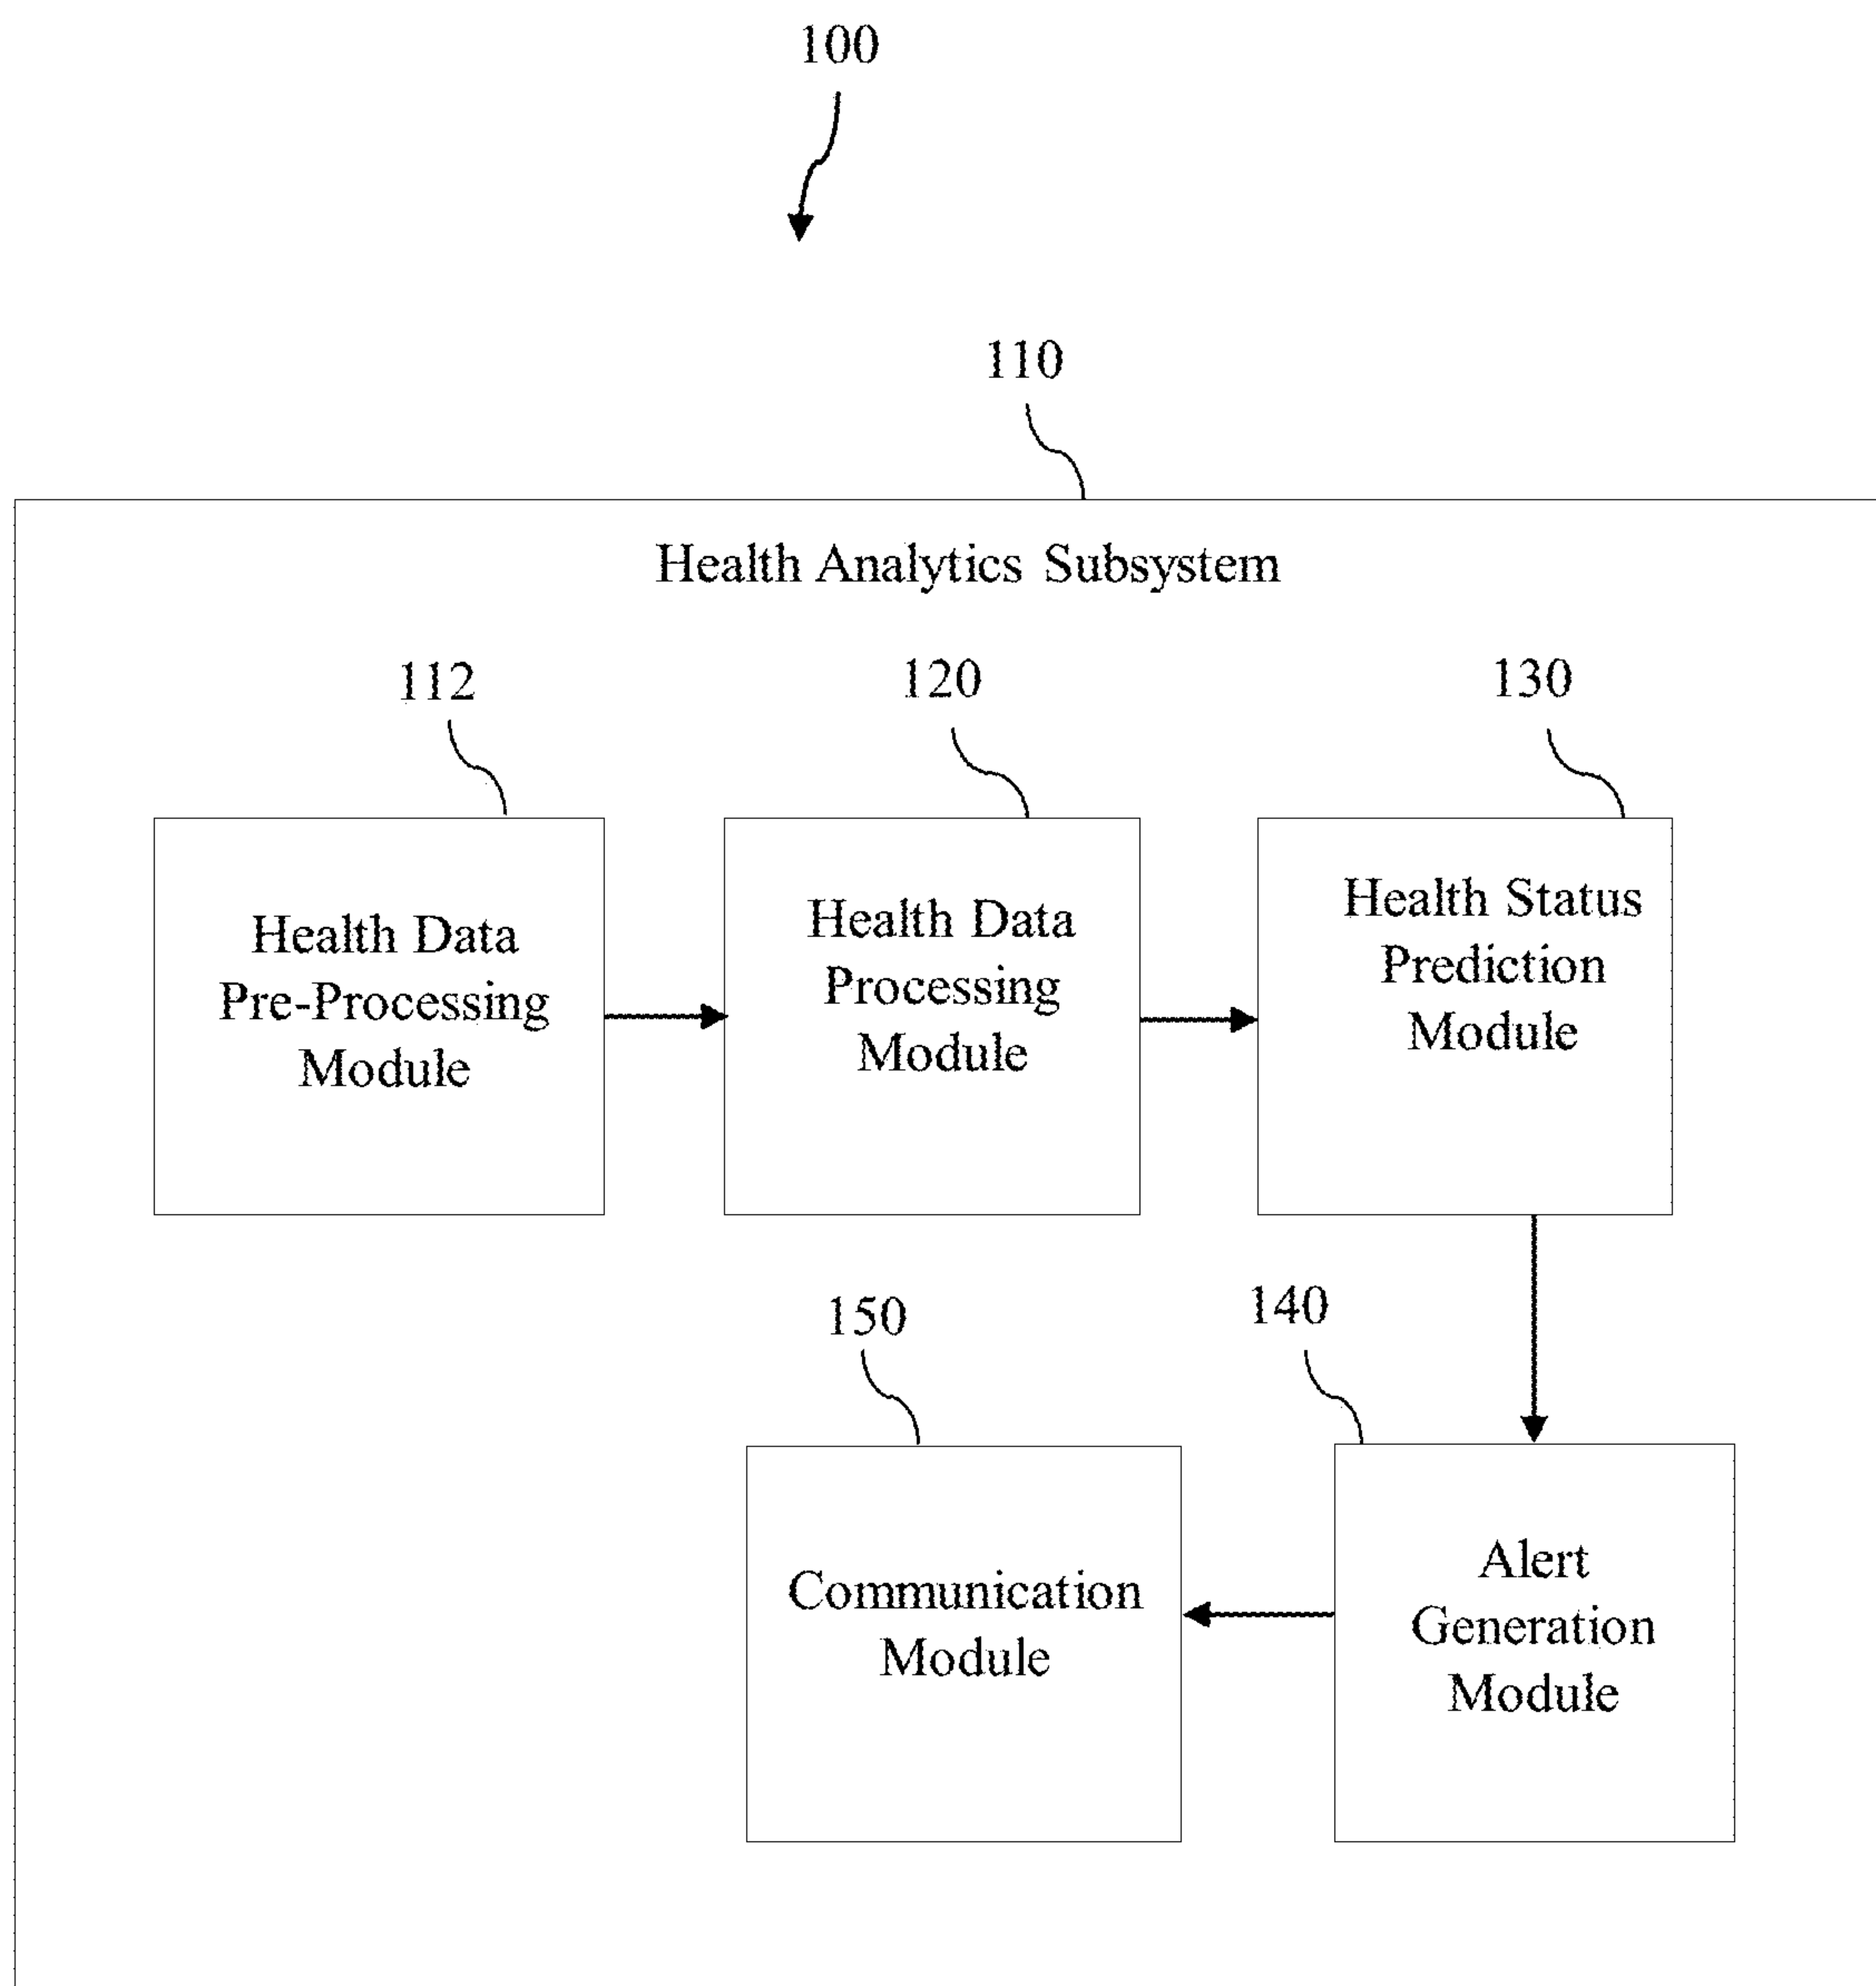 100
110
Health Analytics Subsystem
112
120
130
Health Data
Pre-Processing
Module
Health Data
Processing
Module
Health Status
Prediction
Module
150
140
Communication
Module
Alert
Generation
Module